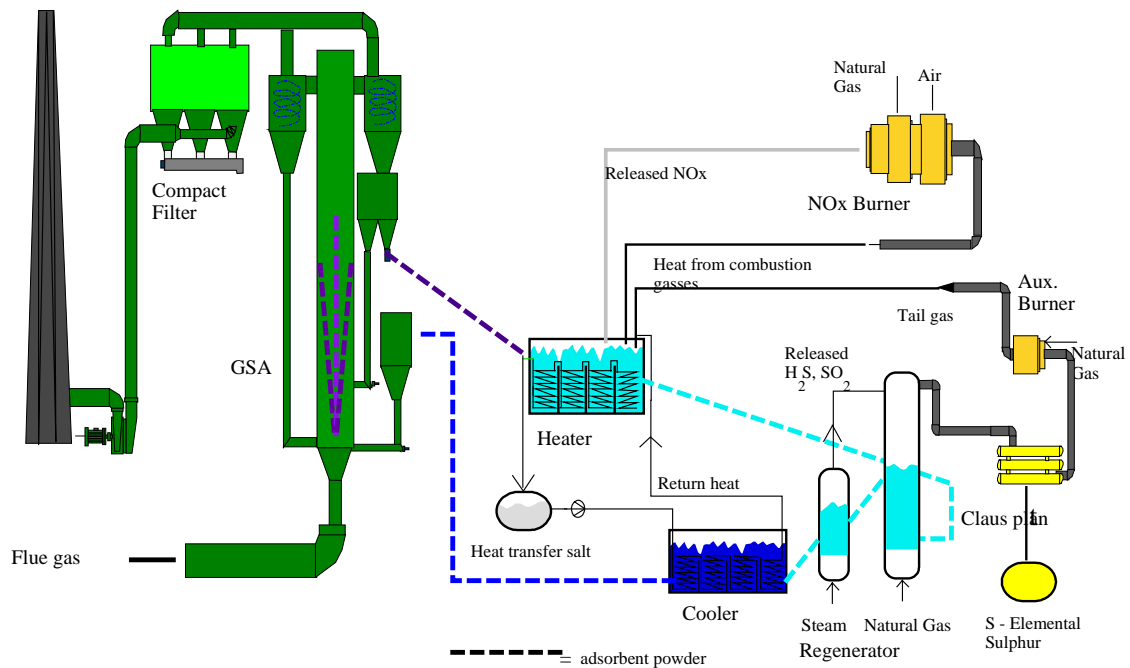 Compact
Filter
GSA
Flue gas
Natural
Gas
Air
Released NOx
NOx Burner
Heat from combustion
gasses
Aux.
Burner
Tail gas
Natural
Gas
Released
H S, SO
2 2
Heater
Return heat
Claus plan
t
Heat transfer salt
Cooler
Steam
Natural Gas
Regenerator
S - Elemental
Sulphur
= adsorbent powder